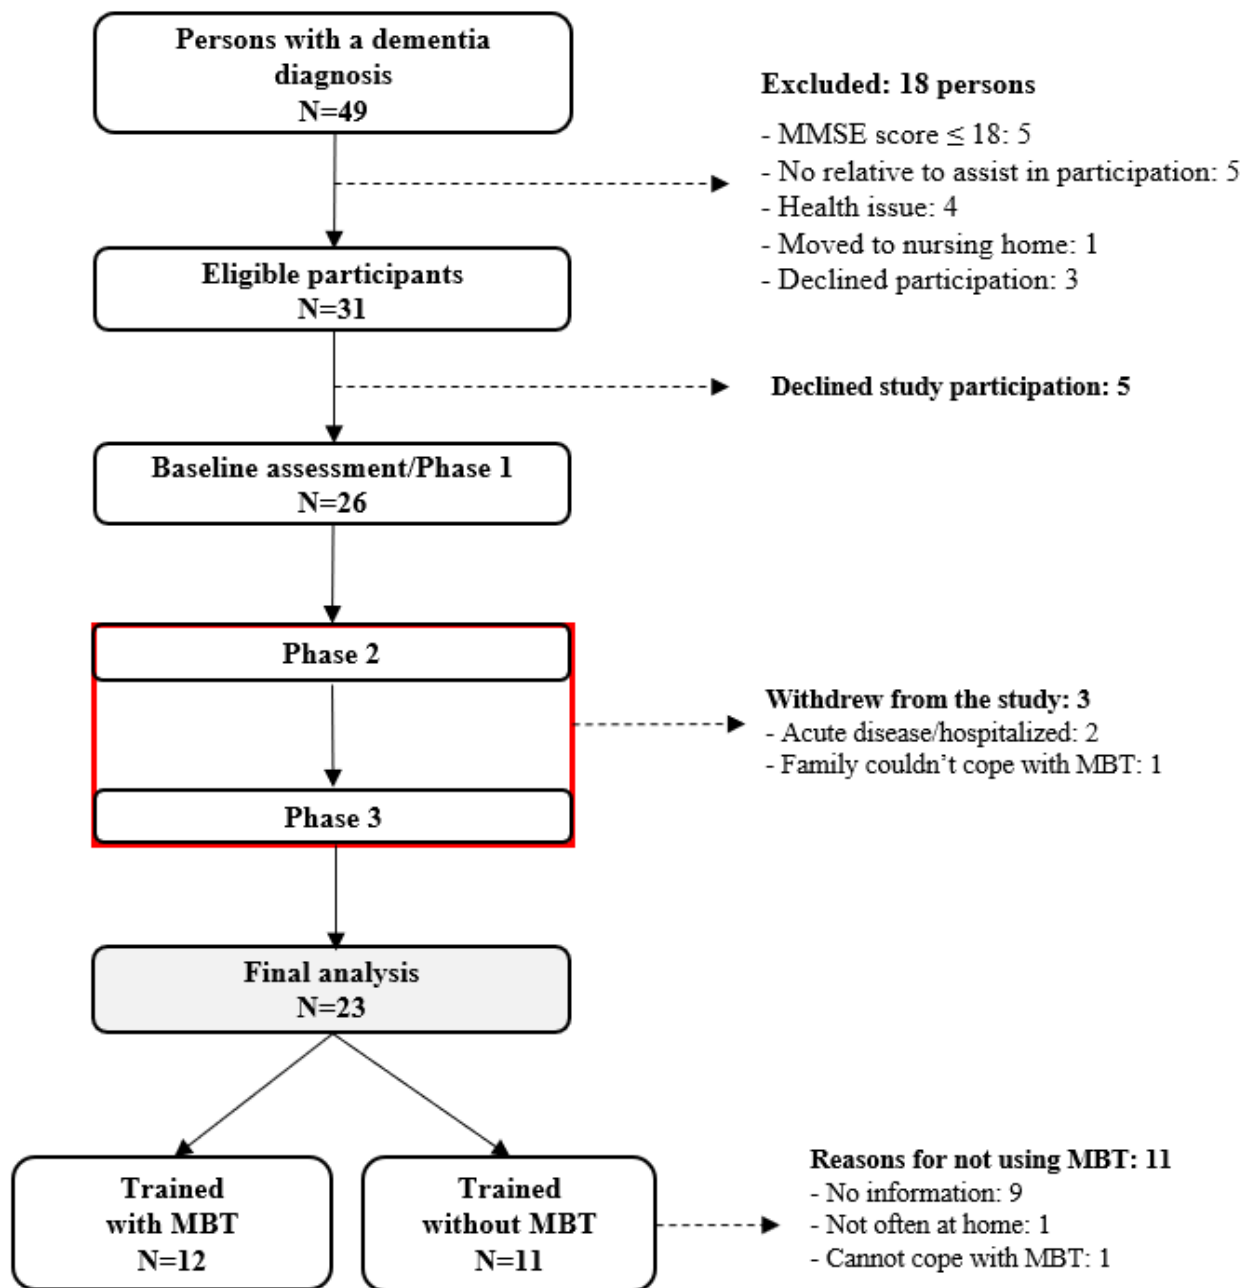 Persons with a dementia
diagnosis
N=49
Excluded: 18 persons
- MMSE score ≤ 18: 5
- No relative to assist in participation: 5
- Health issue: 4
- Moved to nursing home: 1
- Declined participation: 3
Eligible participants
N=31
Declined study participation: 5
Baseline assessment/Phase 1
N=26
Phase 2
Withdrew from the study: 3
- Acute disease/hospitalized: 2
- Family couldn’t cope with MBT: 1
Phase 3
Final analysis
N=23
Trained
with MBT
N=12
Trained
without MBT
N=11
Reasons for not using MBT: 11
- No information: 9
- Not often at home: 1
- Cannot cope with MBT: 1